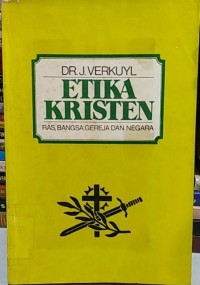 DR. J. VERKUYL
ETIKA
KRISTEN
RAS, BANGSA, GEREJA DAN NEGARA